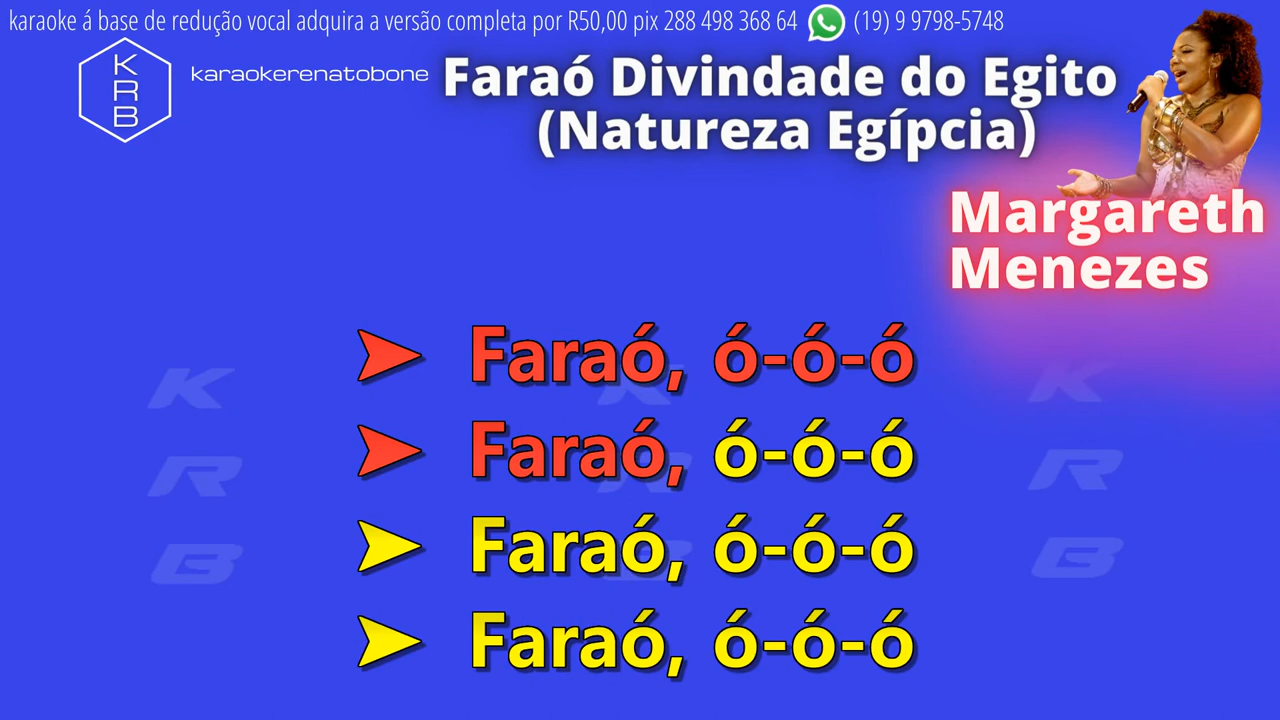 karaoke á base de redução vocal adquira a versão completa por R50,00 pix 288 498 368 64 (19) 9 9798-5748
KRB
karaokerenatobone
Faraó Divindade do Egito
(Natureza Egípcia)
Margareth
Menezes
➤ Faraó, ó-ó-ó
➤ Faraó, ó-ó-ó
➤ Faraó, ó-ó-ó
➤ Faraó, ó-ó-ó
K K K
R R R
B B B